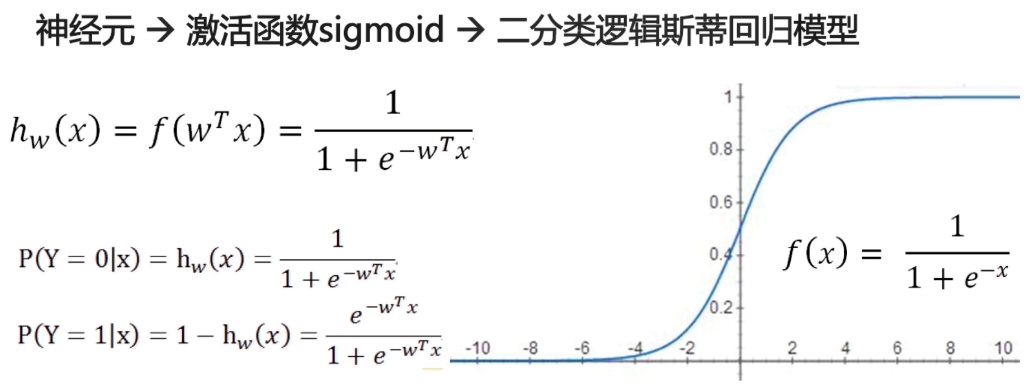 神经元 → 激活函数sigmoid → 二分类逻辑斯蒂回归模型
h_w(x) = f(w^T x) = \frac{1}{1 + e^{-w^T x}}
P(Y = 0|x) = h_w(x) = \frac{1}{1 + e^{-w^T x}}
P(Y = 1|x) = 1 − h_w(x) = \frac{e^{-w^T x}}{1 + e^{-w^T x}}
1
0.8
0.6
0.4
0.2
-10 -8 -6 -4 -2 2 4 6 8 10
f(x) = \frac{1}{1 + e^{-x}}